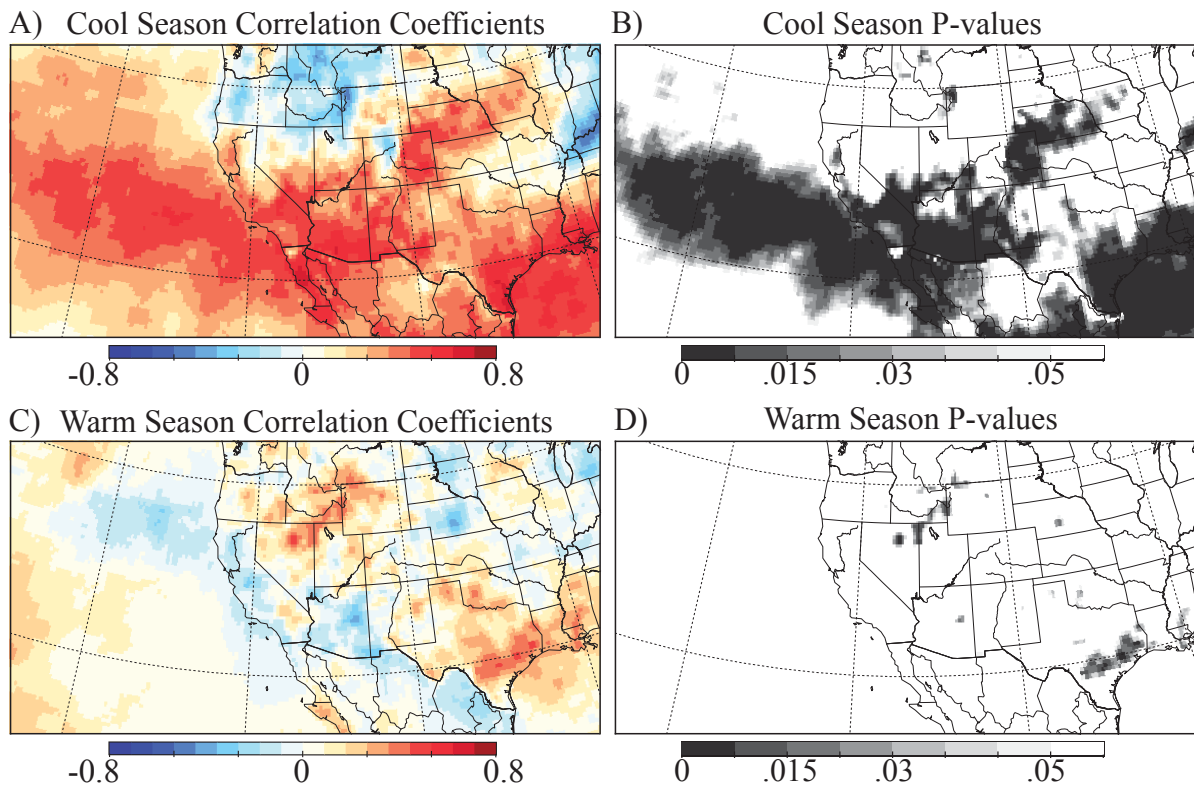 A) Cool Season Correlation Coefficients
B) Cool Season P-values
-0.8 0 0.8
0 .015 .03 .05
C) Warm Season Correlation Coefficients
D) Warm Season P-values
-0.8 0 0.8
0 .015 .03 .05